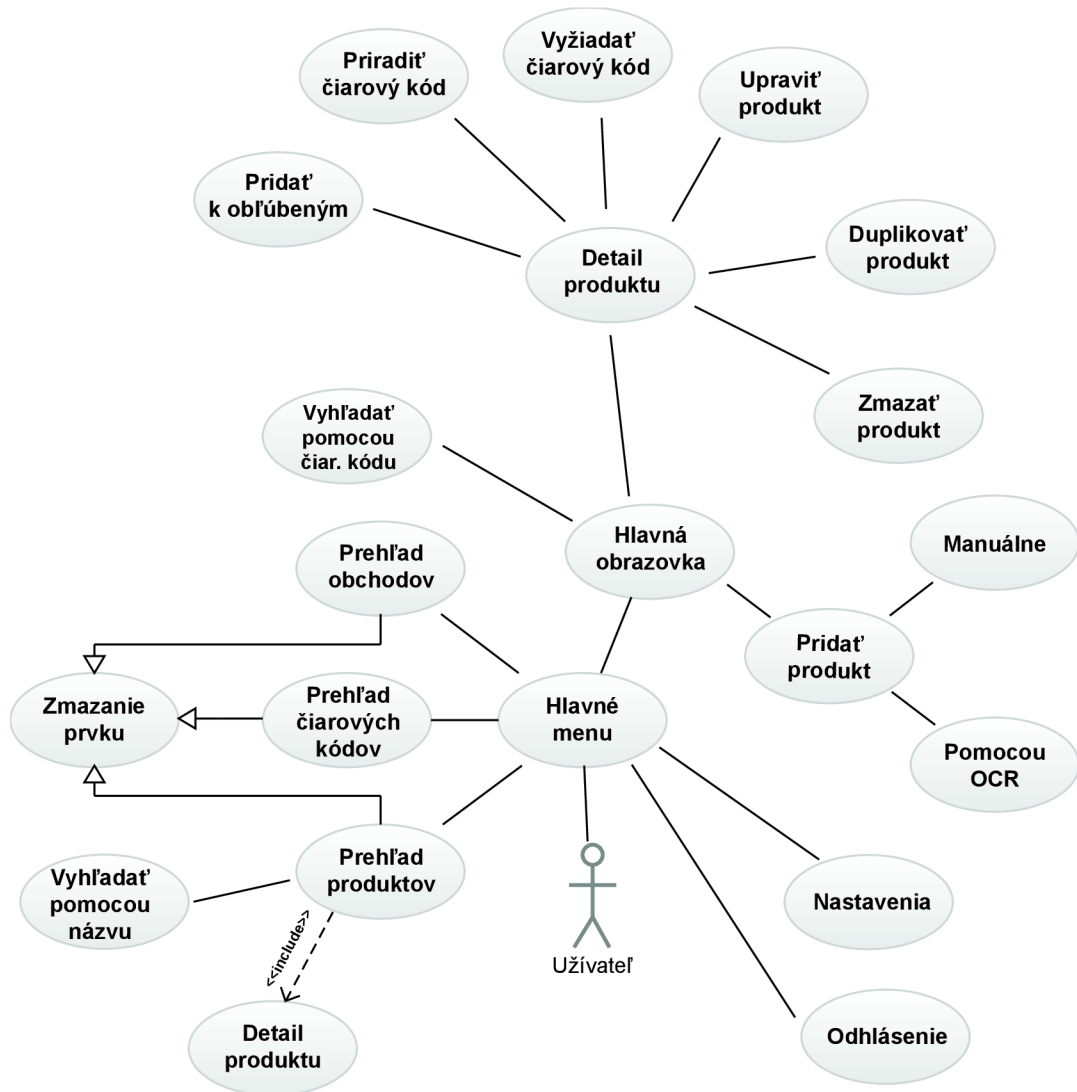 Vyžiadať
čiarový kód
Priradiť
čiarový kód
Upraviť
produkt
Pridať
k obľúbeným
Duplikovať
produkt
Detail
produktu
Zmazať
produkt
Vyhľadať
pomocou
čiar. kódu
Hlavná
obrazovka
Manuálne
Prehľad
obchodov
Pridať
produkt
Zmazanie
prvku
Prehľad
čiarových
kódov
Hlavné
menu
Pomocou
OCR
Prehľad
produktov
Vyhľadať
pomocou
názvu
Nastavenia
<<include>>
Užívateľ
Detail
produktu
Odhlásenie